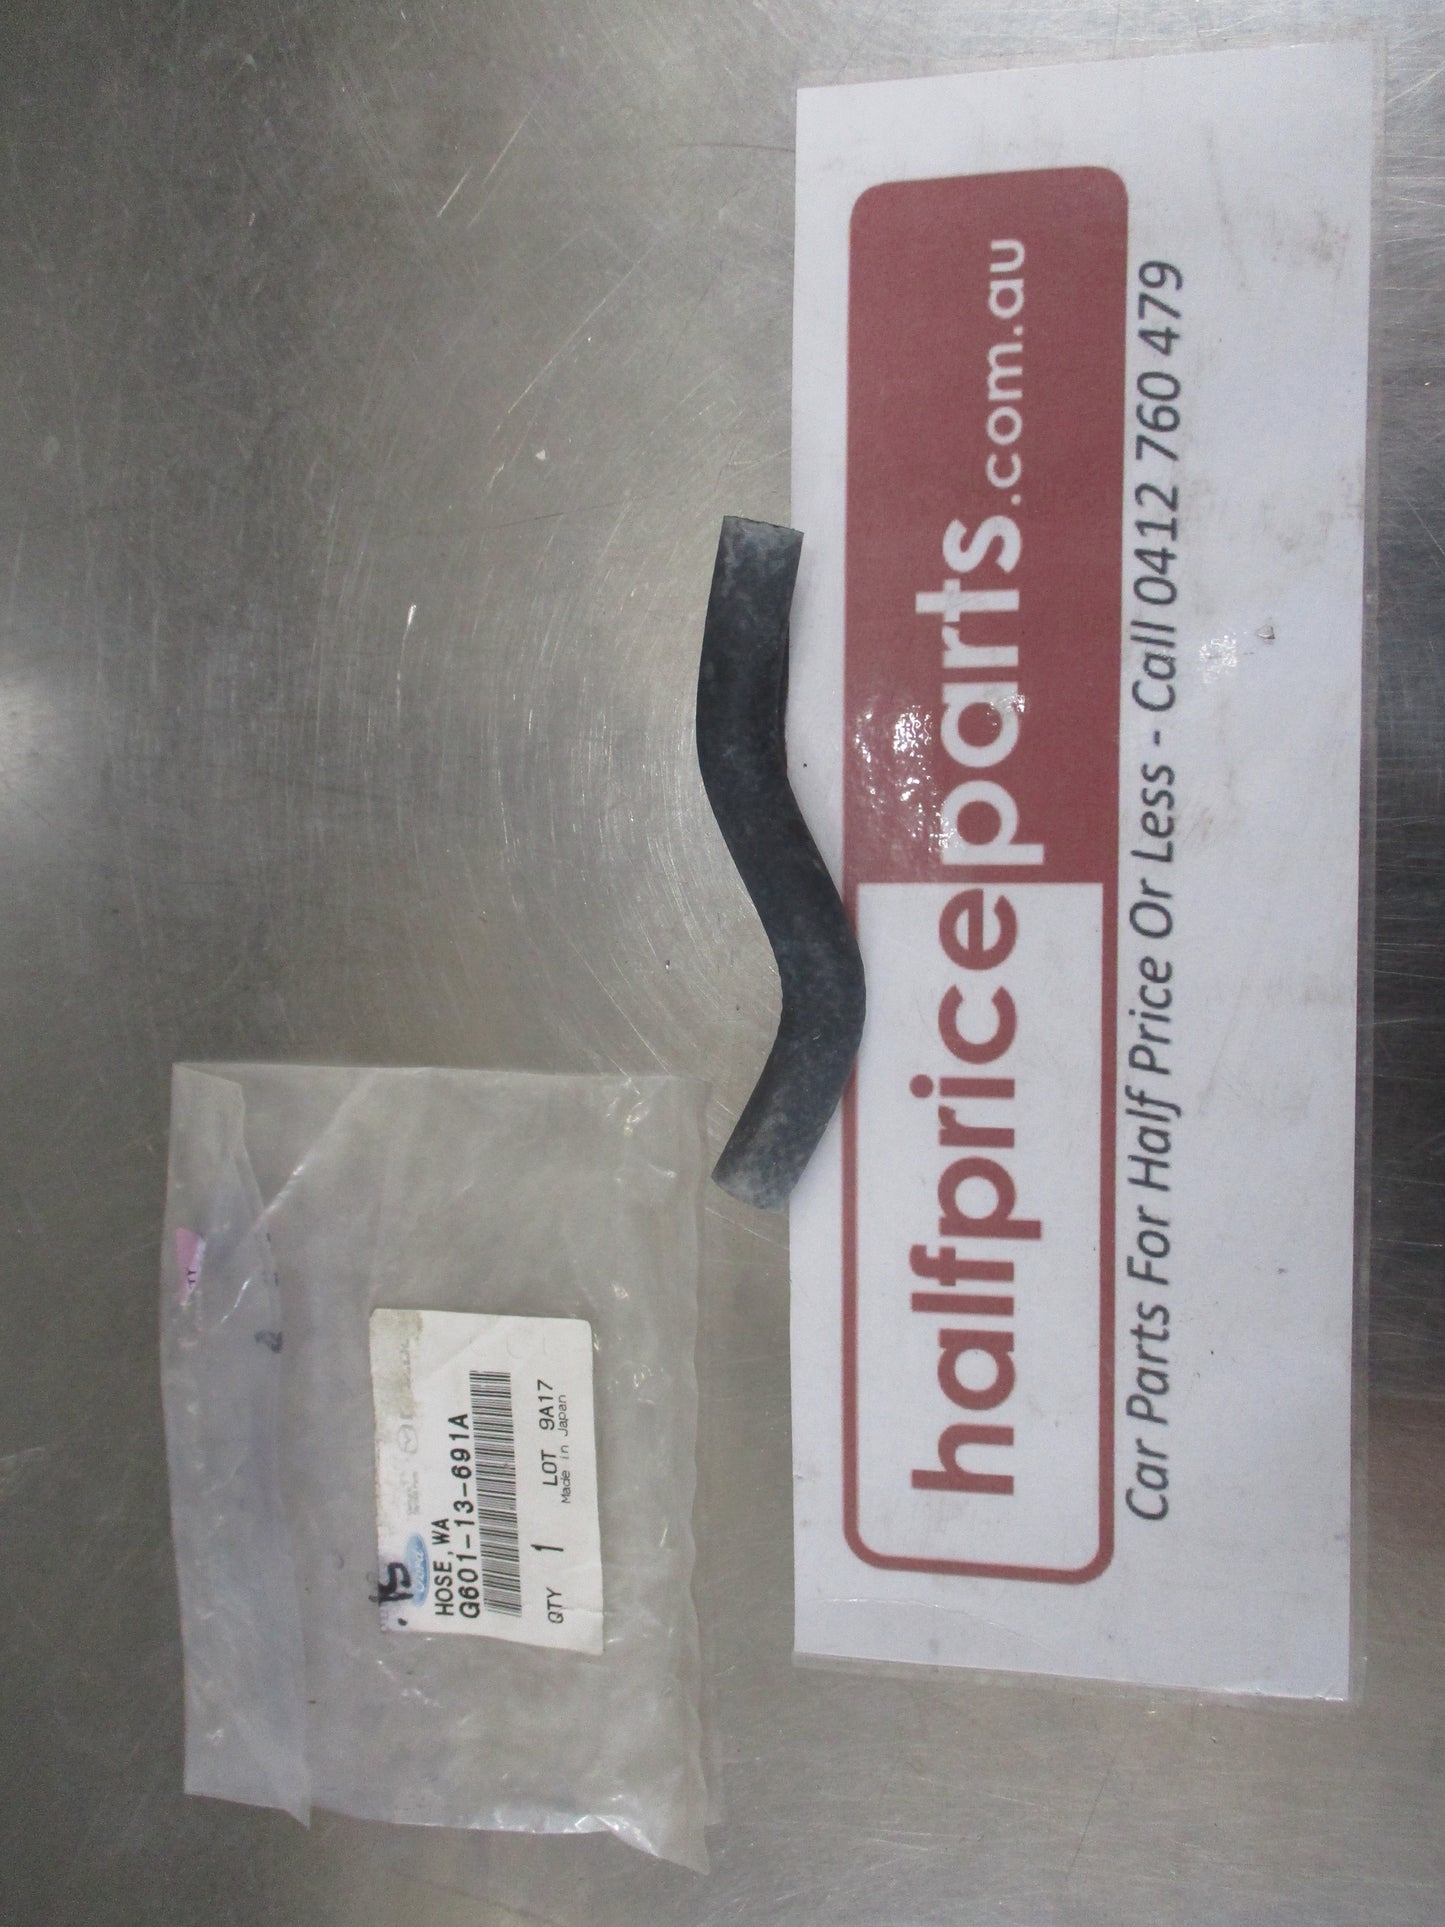 Ford
HOSE,WA
G601-13-691A
QTY 1 LOT 9A17
Made in Japan
halfpriceparts.com.au
Car Parts For Half Price Or Less - Call 0412 760 479